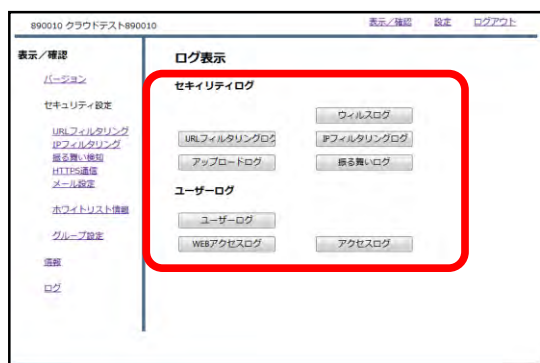 890010 クラウドテスト890010 表示／確認 設定 ログアウト
表示／確認
バージョン
セキュリティ設定
URLフィルタリング
IPフィルタリング
振る舞い検知
HTTPS通信
メール設定
ホワイトリスト情報
グループ設定
情報
ログ
ログ表示
セキイリティログ
ウィルスログ
URLフィルタリングログ IPフィルタリングログ
アップロードログ 振る舞いログ
ユーザーログ
ユーザーログ
WEBアクセスログ アクセスログ